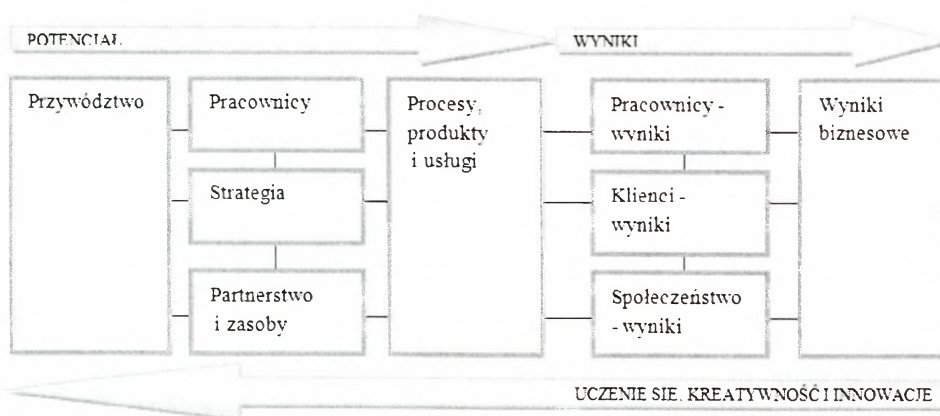 POTENCJAŁ
WYNIKI
Przywództwo
Pracownicy
Strategia
Partnerstwo
i zasoby
Procesy,
produkty
i usługi
Pracownicy -
wyniki
Klienci -
wyniki
Społeczeństwo
- wyniki
Wyniki
biznesowe
UCZENIE SIE, KREATYWNOŚĆ I INNOWACJE